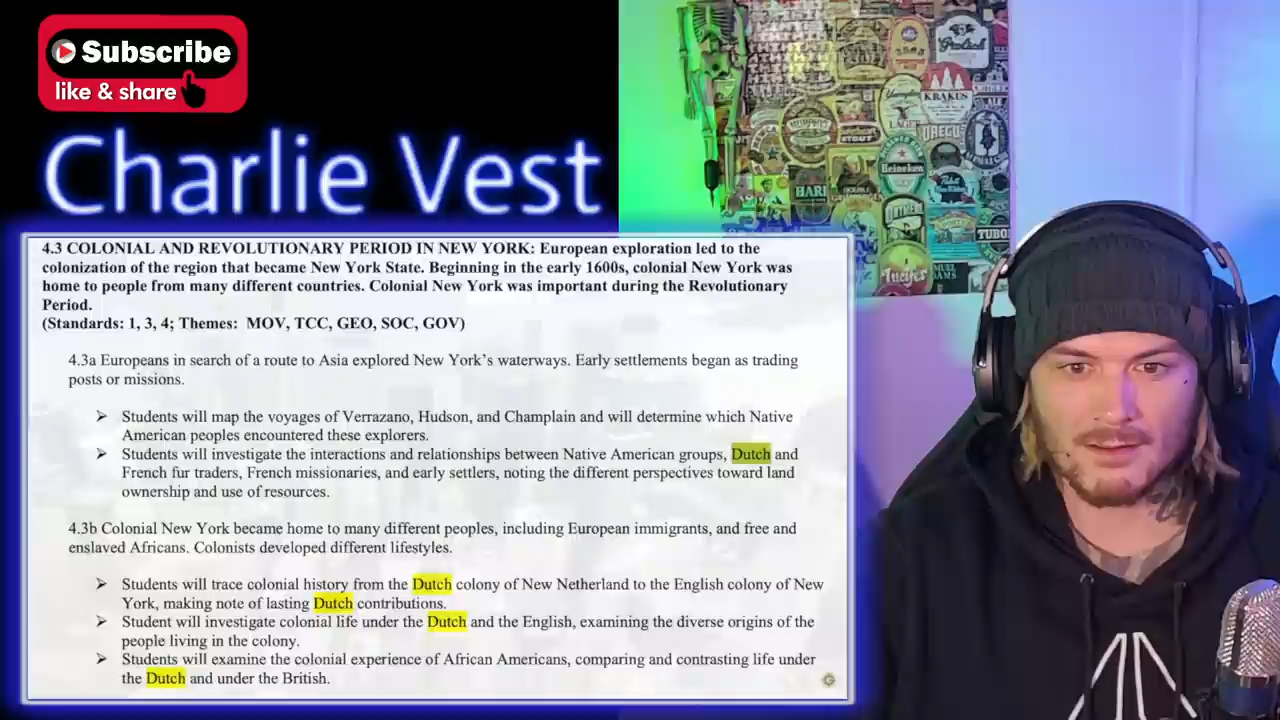 Subscribe
like & share
Charlie Vest
4.3 COLONIAL AND REVOLUTIONARY PERIOD IN NEW YORK: European exploration led to the
colonization of the region that became New York State. Beginning in the early 1600s, colonial New York was
home to people from many different countries. Colonial New York was important during the Revolutionary
Period.
(Standards: 1, 3, 4; Themes: MOV, TCC, GEO, SOC, GOV)
4.3a Europeans in search of a route to Asia explored New York’s waterways. Early settlements began as trading
posts or missions.
➢ Students will map the voyages of Verrazano, Hudson, and Champlain and will determine which Native
American peoples encountered these explorers.
➢ Students will investigate the interactions and relationships between Native American groups, Dutch and
French fur traders, French missionaries, and early settlers, noting the different perspectives toward land
ownership and use of resources.
4.3b Colonial New York became home to many different peoples, including European immigrants, and free and
enslaved Africans. Colonists developed different lifestyles.
➢ Students will trace colonial history from the Dutch colony of New Netherland to the English colony of New
York, making note of lasting Dutch contributions.
➢ Student will investigate colonial life under the Dutch and the English, examining the diverse origins of the
people living in the colony.
➢ Students will examine the colonial experience of African Americans, comparing and contrasting life under
the Dutch and under the British.
KRAKUS
STOUT
Heineken
HARI
TUBO